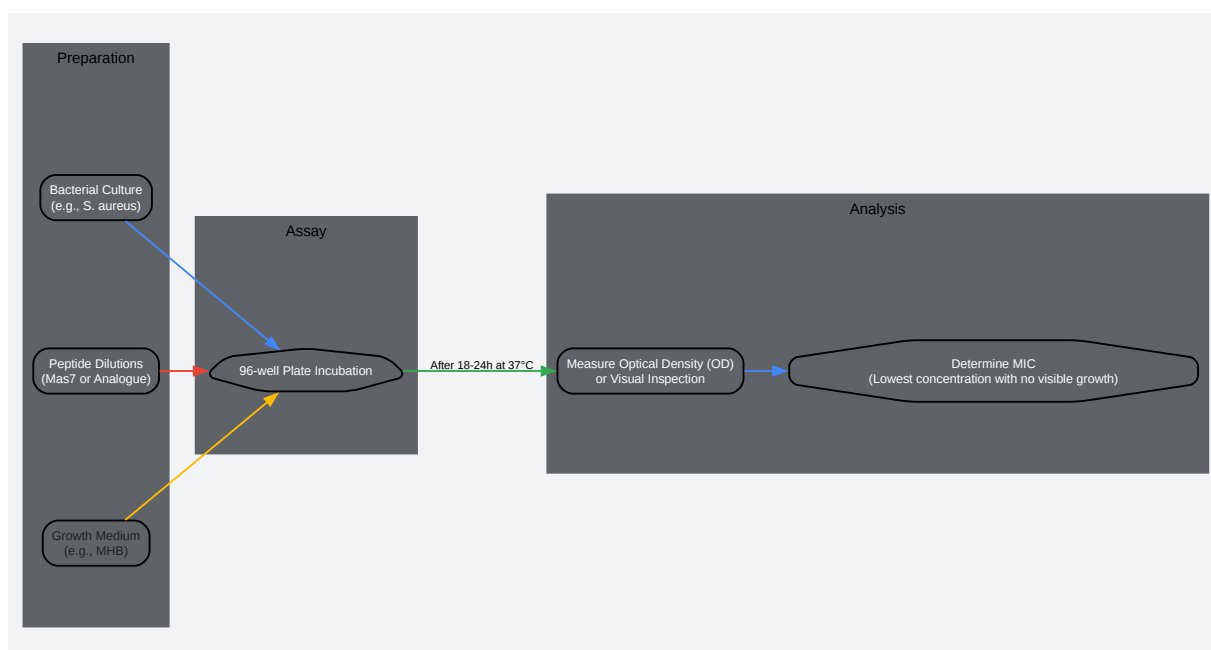 Preparation
Bacterial Culture
(e.g., S. aureus)
Peptide Dilutions
(Mas7 or Analogue)
Growth Medium
(e.g., MHB)
Assay
96-well Plate Incubation
After 18-24h at 37°C
Analysis
Measure Optical Density (OD)
or Visual Inspection
Determine MIC
(Lowest concentration with no visible growth)